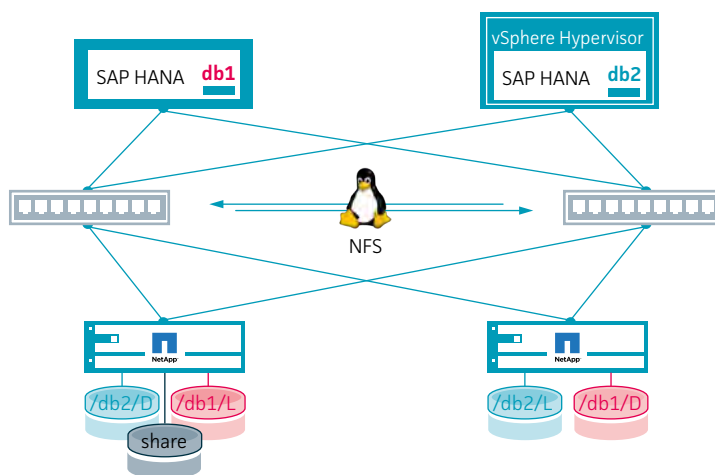 vSphere Hypervisor
SAP HANA db1
SAP HANA db2
NFS
NetApp
NetApp
/db2/D
/db1/L
/db2/L
/db1/D
share